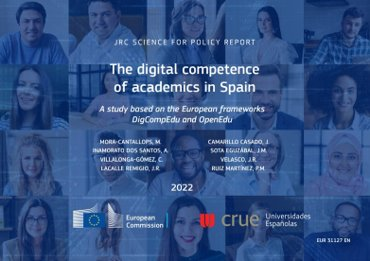 JRC SCIENCE FOR POLICY REPORT
The digital competence
of academics in Spain
A study based on the European frameworks
DigCompEdu and OpenEdu
MORA-CANTALLOPS, M.
INAMORATO DOS SANTOS, A.
VILLALONGA-GÓMEZ, C.
LACALLE REMIGIO, J.R.
CAMARILLO CASADO, J.
SOTA EGUZÁBAL, J.M.
VELASCO, J.R.
RUIZ MARTÍNEZ, P.M.
2022
European
Commission
crue
Universidades
Españolas
EUR 31127 EN